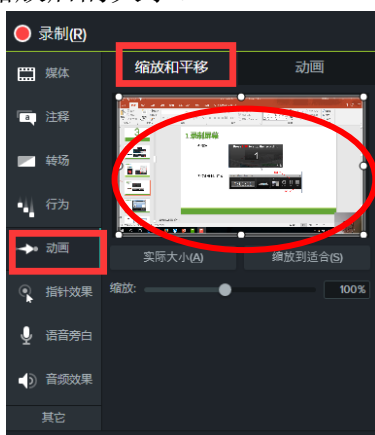 录制(R)
缩放和平移 动画
媒体
注释
转场
行为
动画
指针效果
语音旁白
音频效果
其它
1.录制屏幕
实际大小(A) 缩放到适合(S)
缩放: 100%